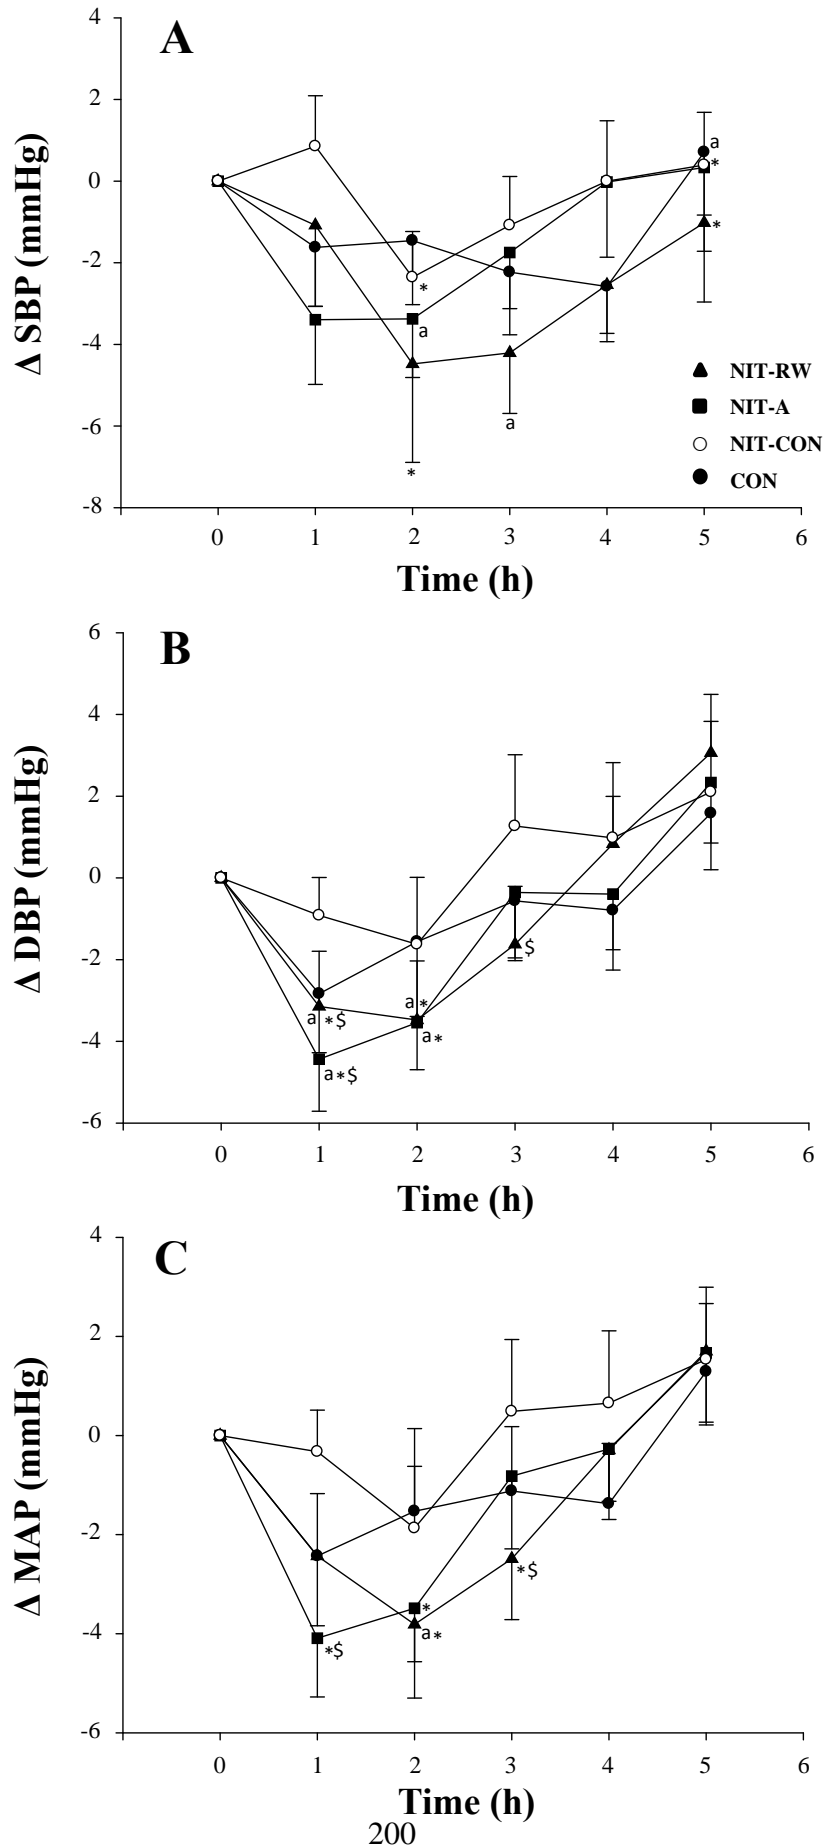 A
4
2
0
-2
-4
-6
-8
Δ SBP (mmHg)
a
*
*
*
a
a
*
NIT-RW
NIT-A
NIT-CON
CON
0 1 2 3 4 5 6
Time (h)
B
6
4
2
0
-2
-4
-6
Δ DBP (mmHg)
$
a*
a *$
a*
a*$
0 1 2 3 4 5 6
Time (h)
C
4
2
0
-2
-4
-6
Δ MAP (mmHg)
*$
*
a*
*$
0 1 2 3 4 5 6
Time (h)
200